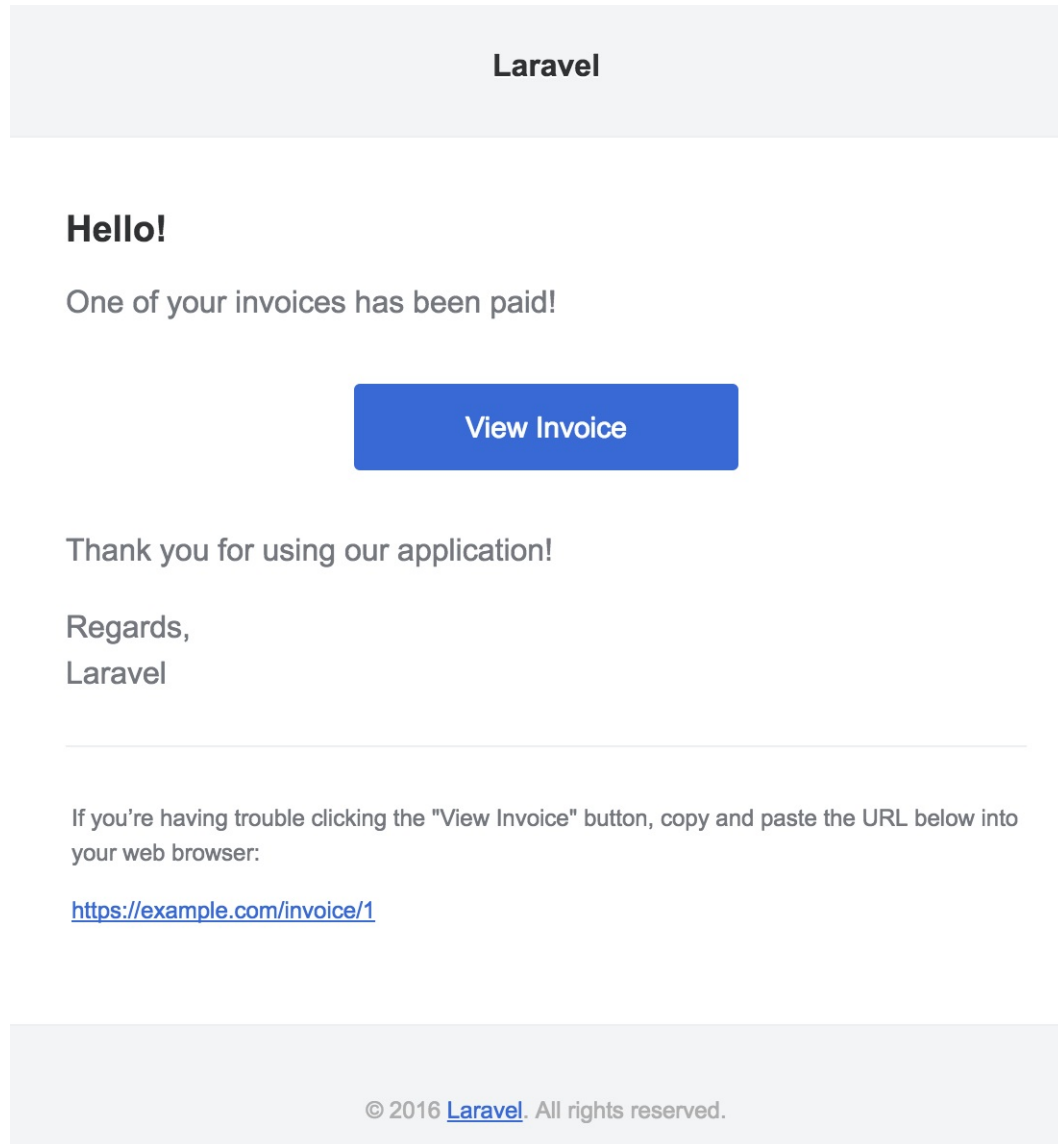 Laravel
Hello!
One of your invoices has been paid!
View Invoice
Thank you for using our application!
Regards,
Laravel
If you’re having trouble clicking the "View Invoice" button, copy and paste the URL below into
your web browser:
https://example.com/invoice/1
© 2016 Laravel. All rights reserved.